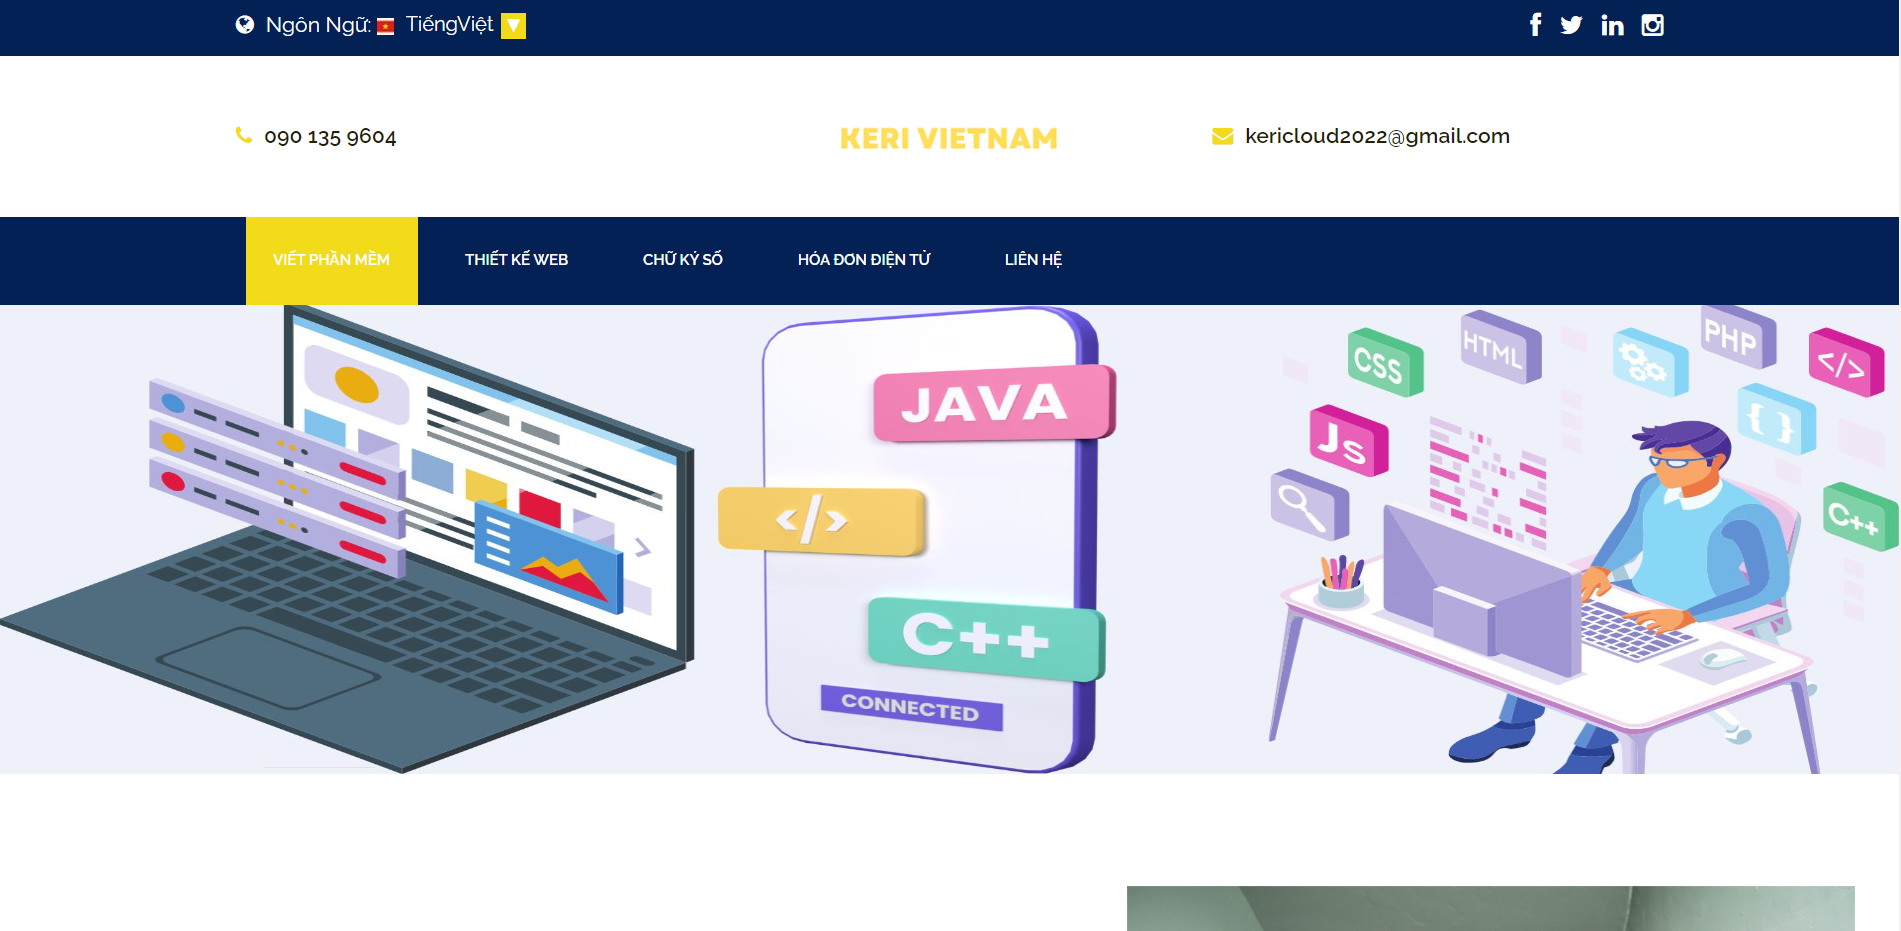 Ngôn Ngữ: TiếngViệt
090 135 9604
KERI VIETNAM
kericloud2022@gmail.com
VIẾT PHẦN MỀM
THIẾT KẾ WEB
CHỮ KÝ SỐ
HÓA ĐƠN ĐIỆN TỬ
LIÊN HỆ
JAVA
</>
C++
CONNECTED
CSS
HTML
PHP
</>
Js
{ }
C++